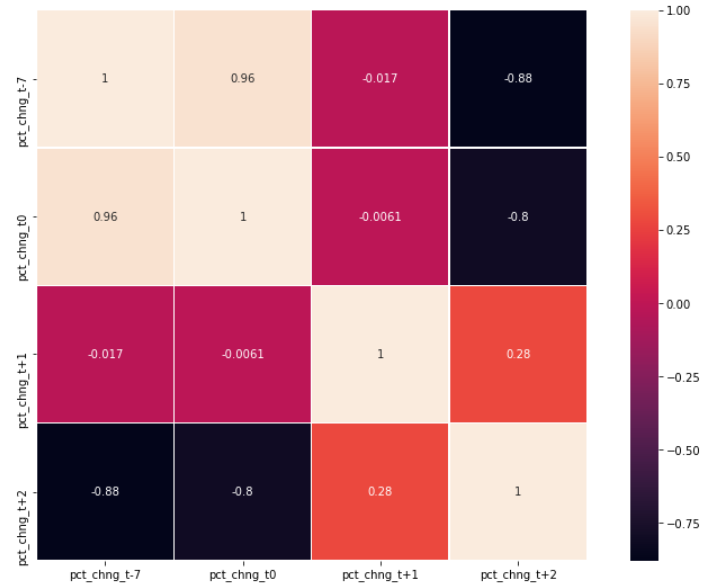 pct_chng_t-7 1 0.96 -0.017 -0.88
pct_chng_t0 0.96 1 -0.0061 -0.8
pct_chng_t+1 -0.017 -0.0061 1 0.28
pct_chng_t+2 -0.88 -0.8 0.28 1
pct_chng_t-7 pct_chng_t0 pct_chng_t+1 pct_chng_t+2
1.00
0.75
0.50
0.25
0.00
−0.25
−0.50
−0.75